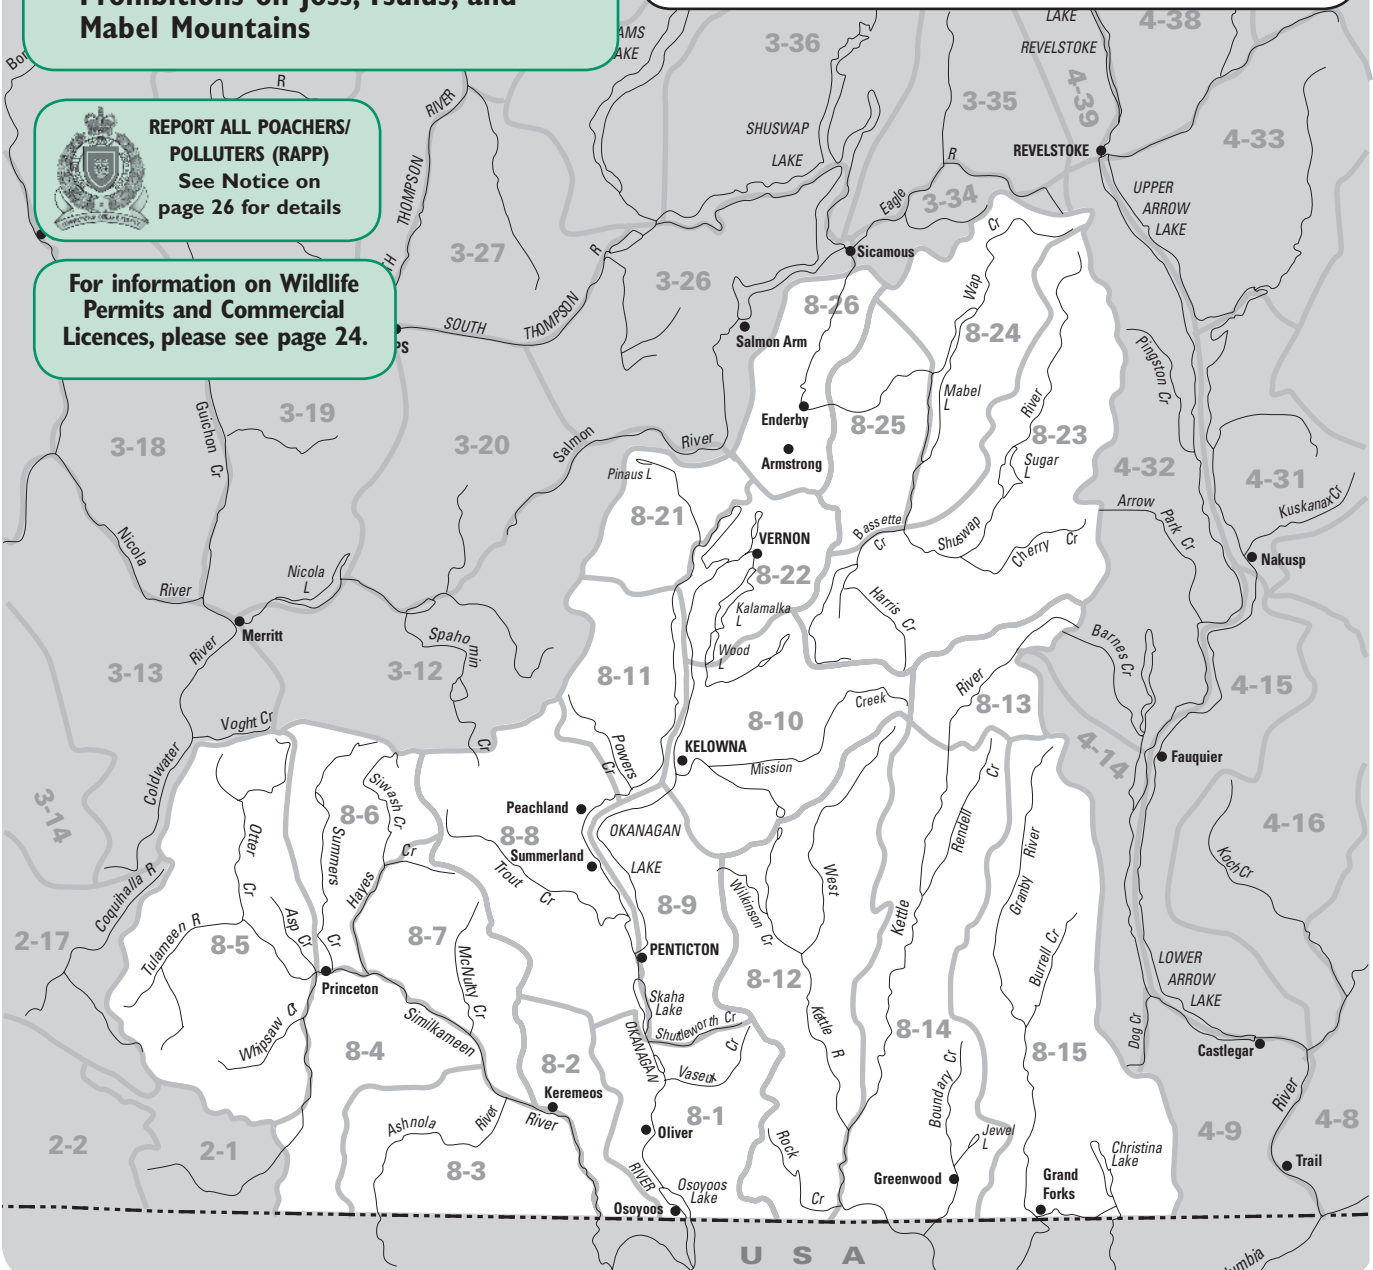 Mabel Mountains
REPORT ALL POACHERS/
POLLUTERS (RAPP)
See Notice on
page 26 for details
For information on Wildlife
Permits and Commercial
Licences, please see page 24.
LAKE
REVELSTOKE
4-38
3-36
3-35
4-39
4-33
SHUSWAP
LAKE
REVELSTOKE
R
R
RIVER
THOMPSON
Eagle
3-34
UPPER
ARROW
LAKE
3-27
3-26
Sicamous
Cr
Wap
SOUTH
THOMPSON
R
Salmon Arm
8-26
8-24
Mabel
L
River
Pingston Cr
Guichon Cr
3-19
3-18
3-20
Salmon
River
Enderby
8-25
Armstrong
8-23
Sugar
L
4-32
4-31
Kuskanax Cr
Arrow
Park Cr
Pinaus L
8-21
VERNON
8-22
Bassette
Cr
Shuswap
Cherry Cr
Nakusp
Nicola
River
Nicola
L
Merritt
River
Spahomin
Cr
Kalamalka
L
Wood
L
Harris Cr
Barnes Cr
3-13
3-12
8-11
River
8-13
4-15
Voght Cr
8-10
Creek
Mission
KELOWNA
Powers
Cr
4-14
Fauquier
Coldwater
3-14
8-6
Siwash Cr
Summers
Cr
Otter
Cr
Hayes
Cr
Peachland
8-8
Summerland
Trout
Cr
OKANAGAN
LAKE
Cr
Rendell
River
Granby
West
4-16
Koch Cr
Coquihalla R
2-17
Tulameen R
8-5
Asp Cr
8-7
McNulty Cr
8-9
Wilkinson Cr
Kettle
Burrell Cr
PENTICTON
8-12
LOWER
ARROW
LAKE
Princeton
Similkameen
Whipsaw Cr
Skaha
Lake
Shuttleworth Cr
Kettle R
8-14
8-15
Dog Cr
Castlegar
8-4
8-2
OKANAGAN
Vaseux
Cr
Keremeos
8-1
Boundary Cr
River
2-2
2-1
Ashnola
River
River
Oliver
Rock
Cr
Jewel
L
Christina
Lake
4-9
4-8
8-3
RIVER
Osoyoos
Lake
Osoyoos
Greenwood
Grand
Forks
Trail
U S A